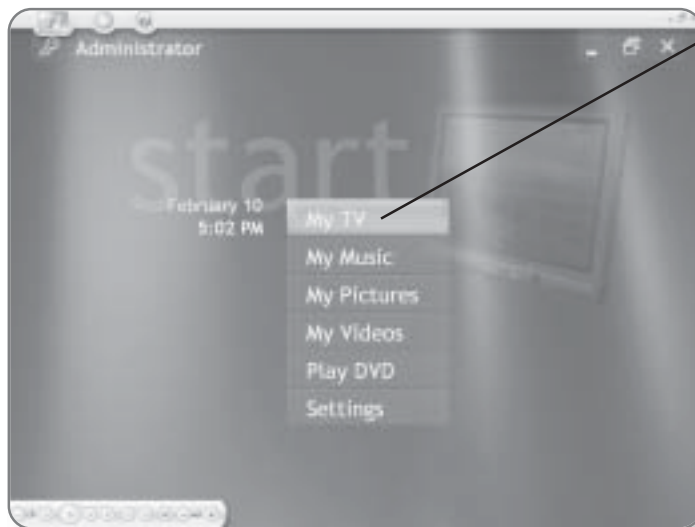 Administrator
start
February 10
5:02 PM
My TV
My Music
My Pictures
My Videos
Play DVD
Settings